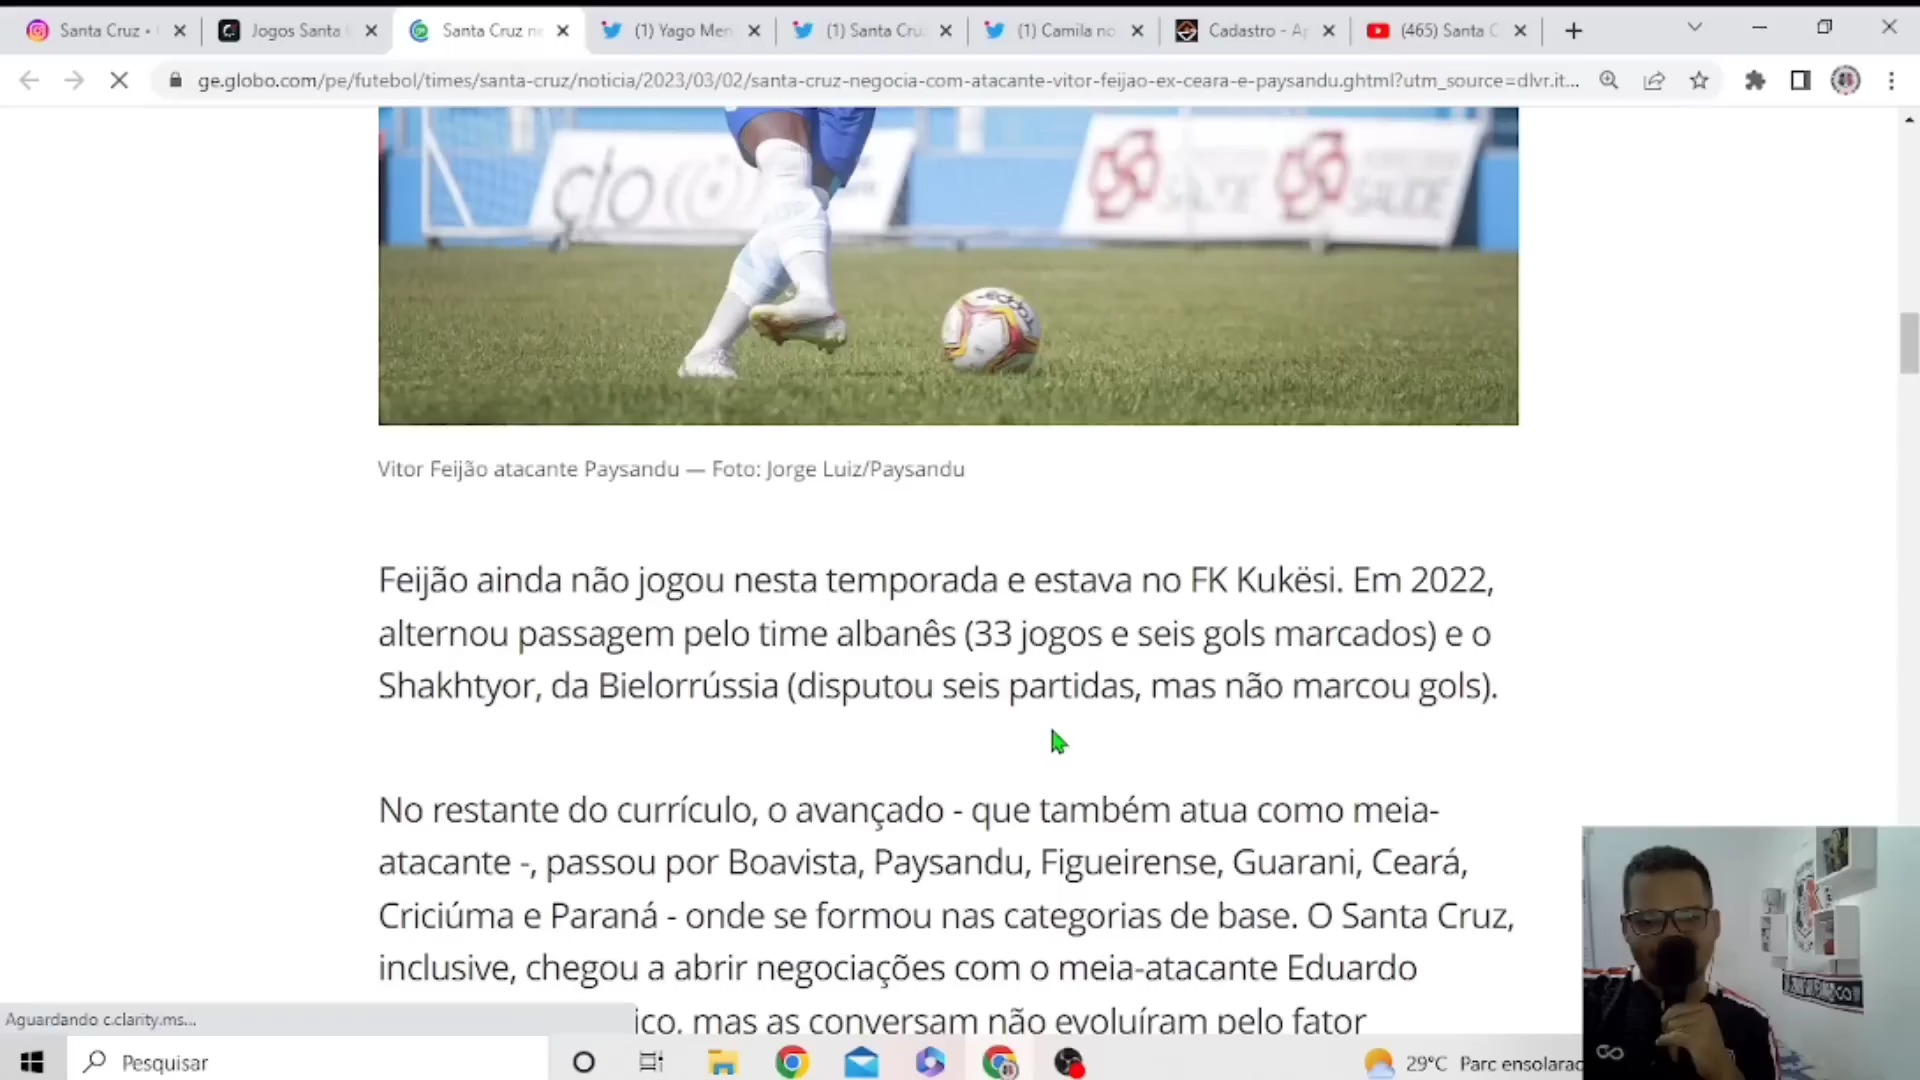 Santa Cruz •
Jogos Santa
Santa Cruz ne
(1) Yago Men
(1) Santa Cru
(1) Camila no
Cadastro - Ap
(465) Santa C
ge.globo.com/pe/futebol/times/santa-cruz/noticia/2023/03/02/santa-cruz-negocia-com-atacante-vitor-feijao-ex-ceara-e-paysandu.ghtml?utm_source=dlvr.it...
SAÚDE
Vitor Feijão atacante Paysandu — Foto: Jorge Luiz/Paysandu
Feijão ainda não jogou nesta temporada e estava no FK Kukësi. Em 2022,
alternou passagem pelo time albanês (33 jogos e seis gols marcados) e o
Shakhtyor, da Bielorrússia (disputou seis partidas, mas não marcou gols).
No restante do currículo, o avançado - que também atua como meia-
atacante -, passou por Boavista, Paysandu, Figueirense, Guarani, Ceará,
Criciúma e Paraná - onde se formou nas categorias de base. O Santa Cruz,
inclusive, chegou a abrir negociações com o meia-atacante Eduardo
ico, mas as conversam não evoluíram pelo fator
Aguardando c.clarity.ms...
Pesquisar
29°C Parc ensolarad